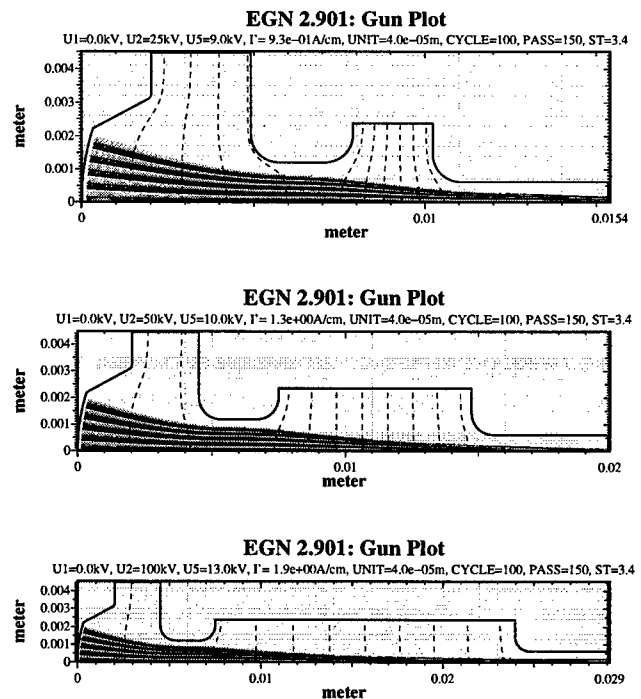 EGN 2.901: Gun Plot
U1=0.0kV, U2=25kV, U5=9.0kV, I'= 9.3e-01A/cm, UNIT=4.0e-05m, CYCLE=100, PASS=150, ST=3.4
0.004
0.003
meter
0.002
0.001
0
0 0.01 0.0154
meter
EGN 2.901: Gun Plot
U1=0.0kV, U2=50kV, U5=10.0kV, I'= 1.3e+00A/cm, UNIT=4.0e-05m, CYCLE=100, PASS=150, ST=3.4
0.004
0.003
meter
0.002
0.001
0
0 0.01 0.02
meter
EGN 2.901: Gun Plot
U1=0.0kV, U2=100kV, U5=13.0kV, I'= 1.9e+00A/cm, UNIT=4.0e-05m, CYCLE=100, PASS=150, ST=3.4
0.004
0.003
meter
0.002
0.001
0
0 0.01 0.02 0.029
meter